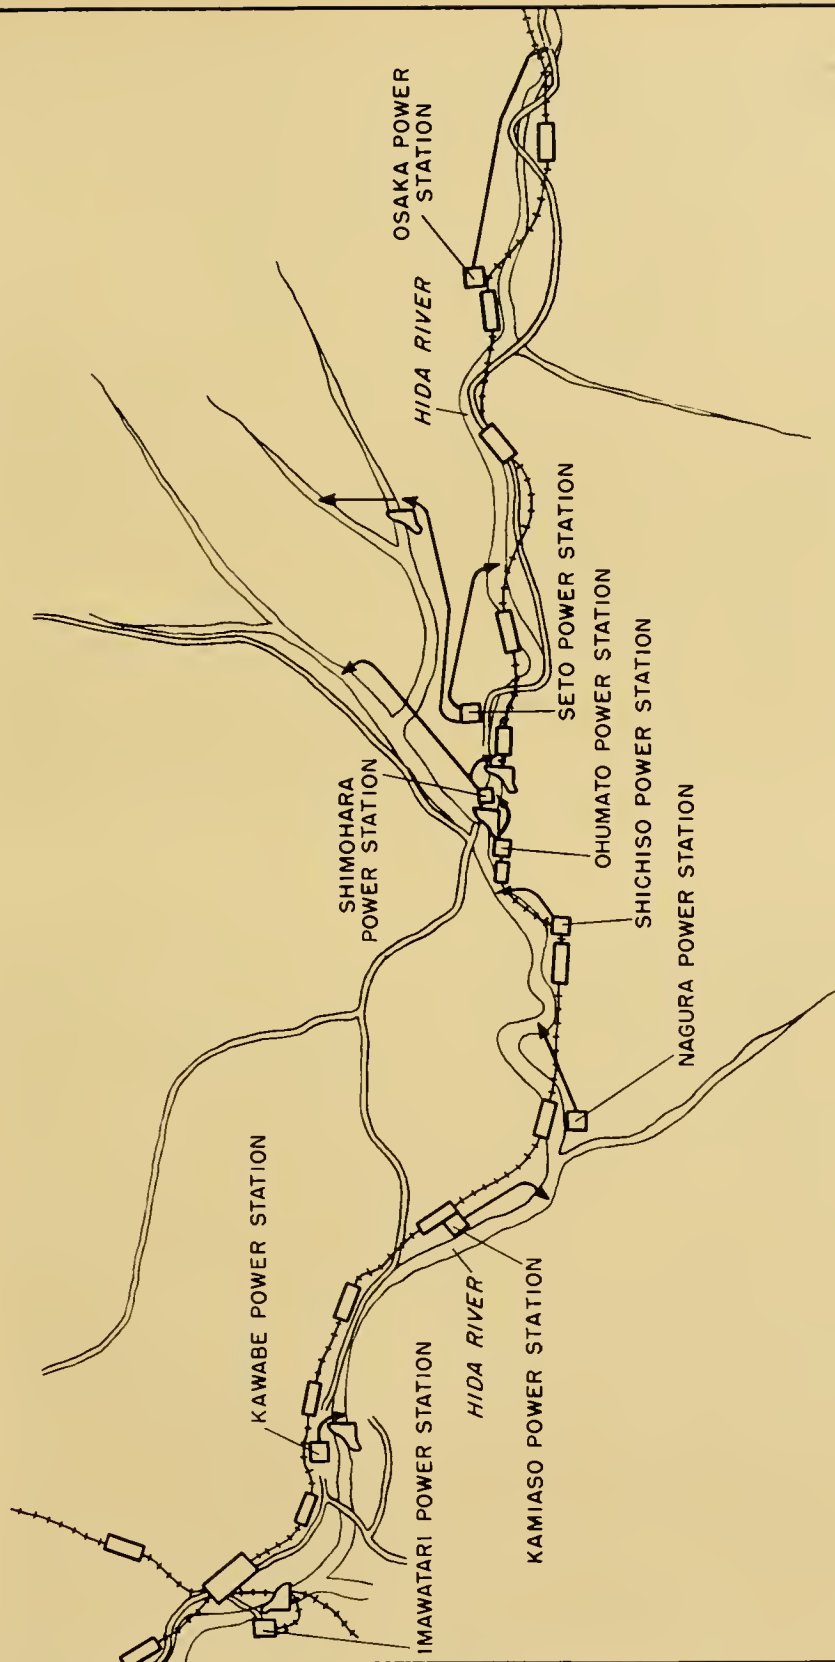 OSAKA POWER
STATION
HIDA RIVER
SETO POWER STATION
OHUMATO POWER STATION
SHICHISO POWER STATION
NAGURA POWER STATION
SHIMOHARA
POWER STATION
KAWABE POWER STATION
HIDA RIVER
KAMIASO POWER STATION
IMAWATARI POWER STATION